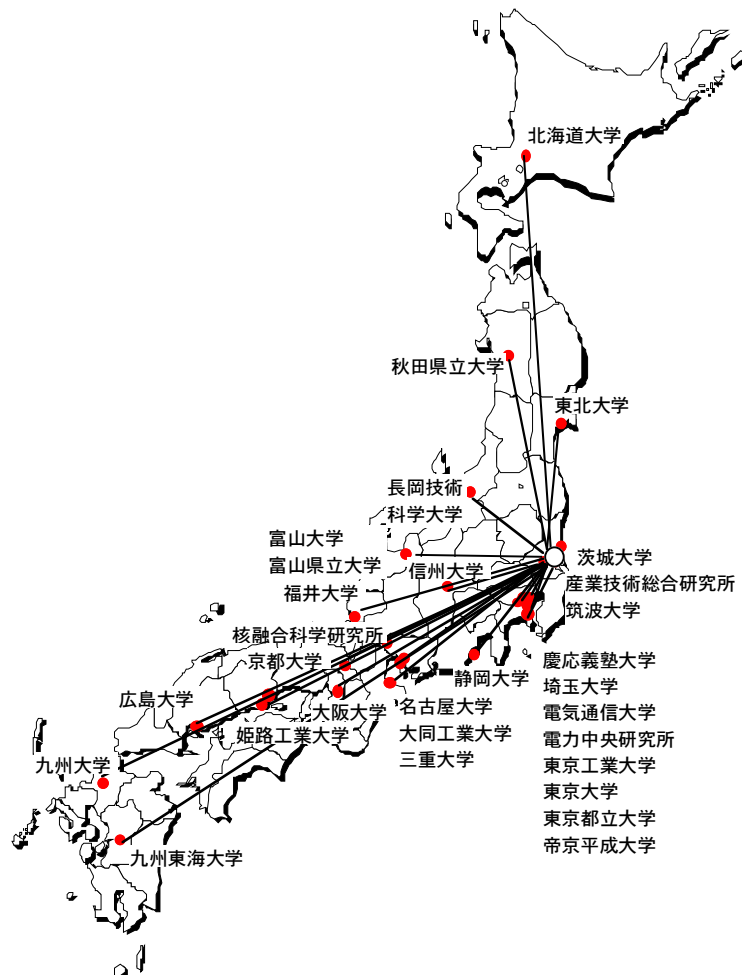 北海道大学
秋田県立大学
東北大学
長岡技術
科学大学
富山大学
富山県立大学
信州大学
福井大学
茨城大学
産業技術総合研究所
筑波大学
核融合科学研究所
京都大学
静岡大学
広島大学
大阪大学
姫路工業大学
名古屋大学
大同工業大学
三重大学
慶応義塾大学
埼玉大学
電気通信大学
電力中央研究所
東京工業大学
東京大学
東京都立大学
帝京平成大学
九州大学
九州東海大学